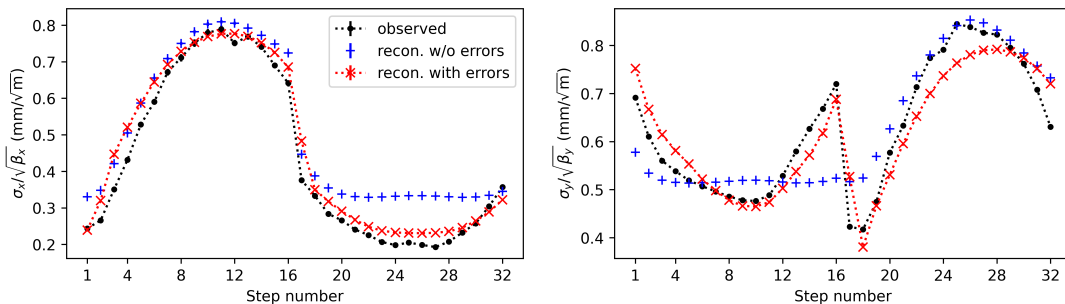 σx/√βx (mm/√m)
0.8
0.7
0.6
0.5
0.4
0.3
0.2
1 4 8 12 16 20 24 28 32
Step number
observed
recon. w/o errors
recon. with errors
σy/√βy (mm/√m)
0.8
0.7
0.6
0.5
0.4
1 4 8 12 16 20 24 28 32
Step number